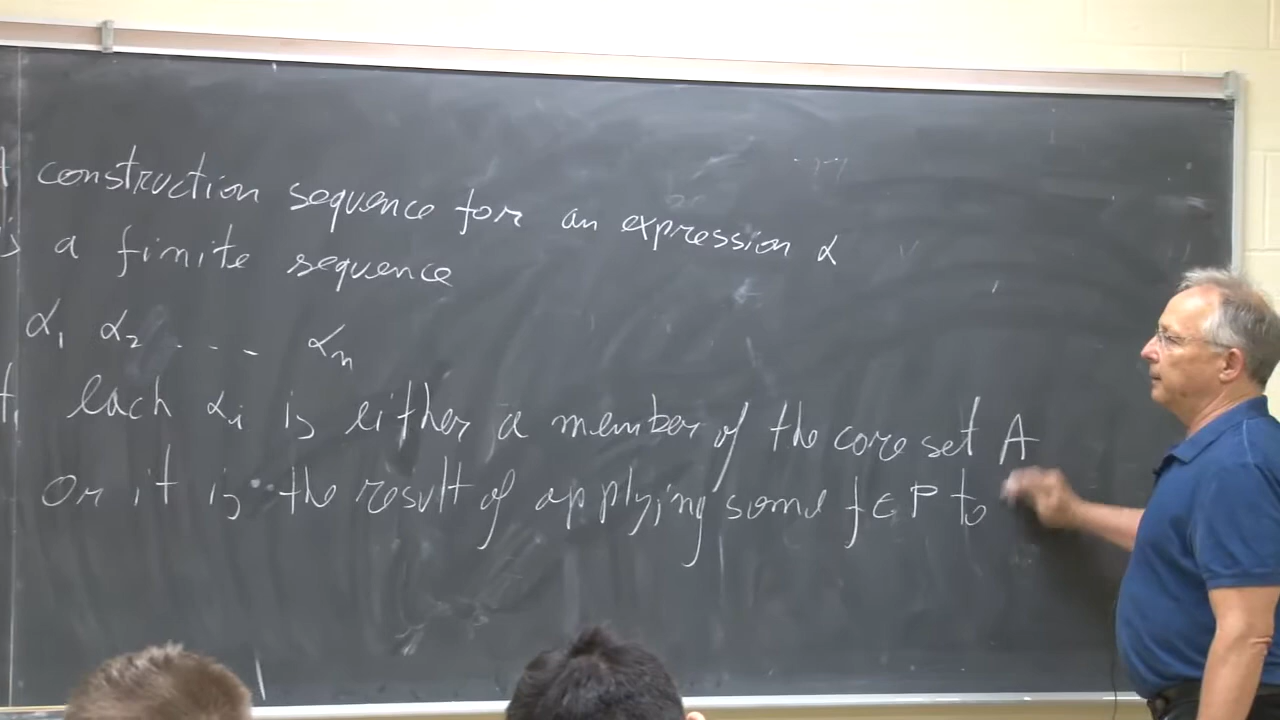 A construction sequence for an expression α
is a finite sequence
α₁ α₂ . . . . αₙ
each αᵢ is either a member of the core set A
or it is the result of applying some f ∈ P to